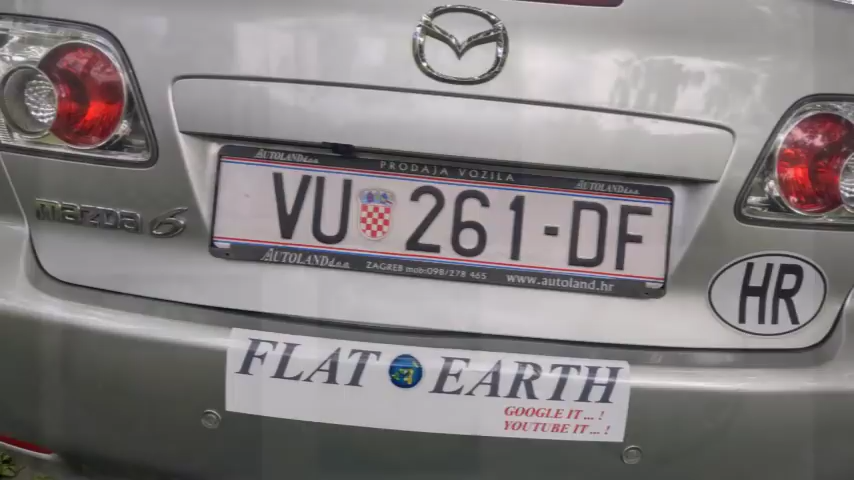 AUTOLAND d.o.o.
PRODAJA VOZILA
AUTOLAND d.o.o.
VU 261-DF
mazda 6
AUTOLAND d.o.o.
ZAGREB mob:098/278 465
www.autoland.hr
HR
FLAT EARTH
GOOGLE IT ... !
YOUTUBE IT ... !